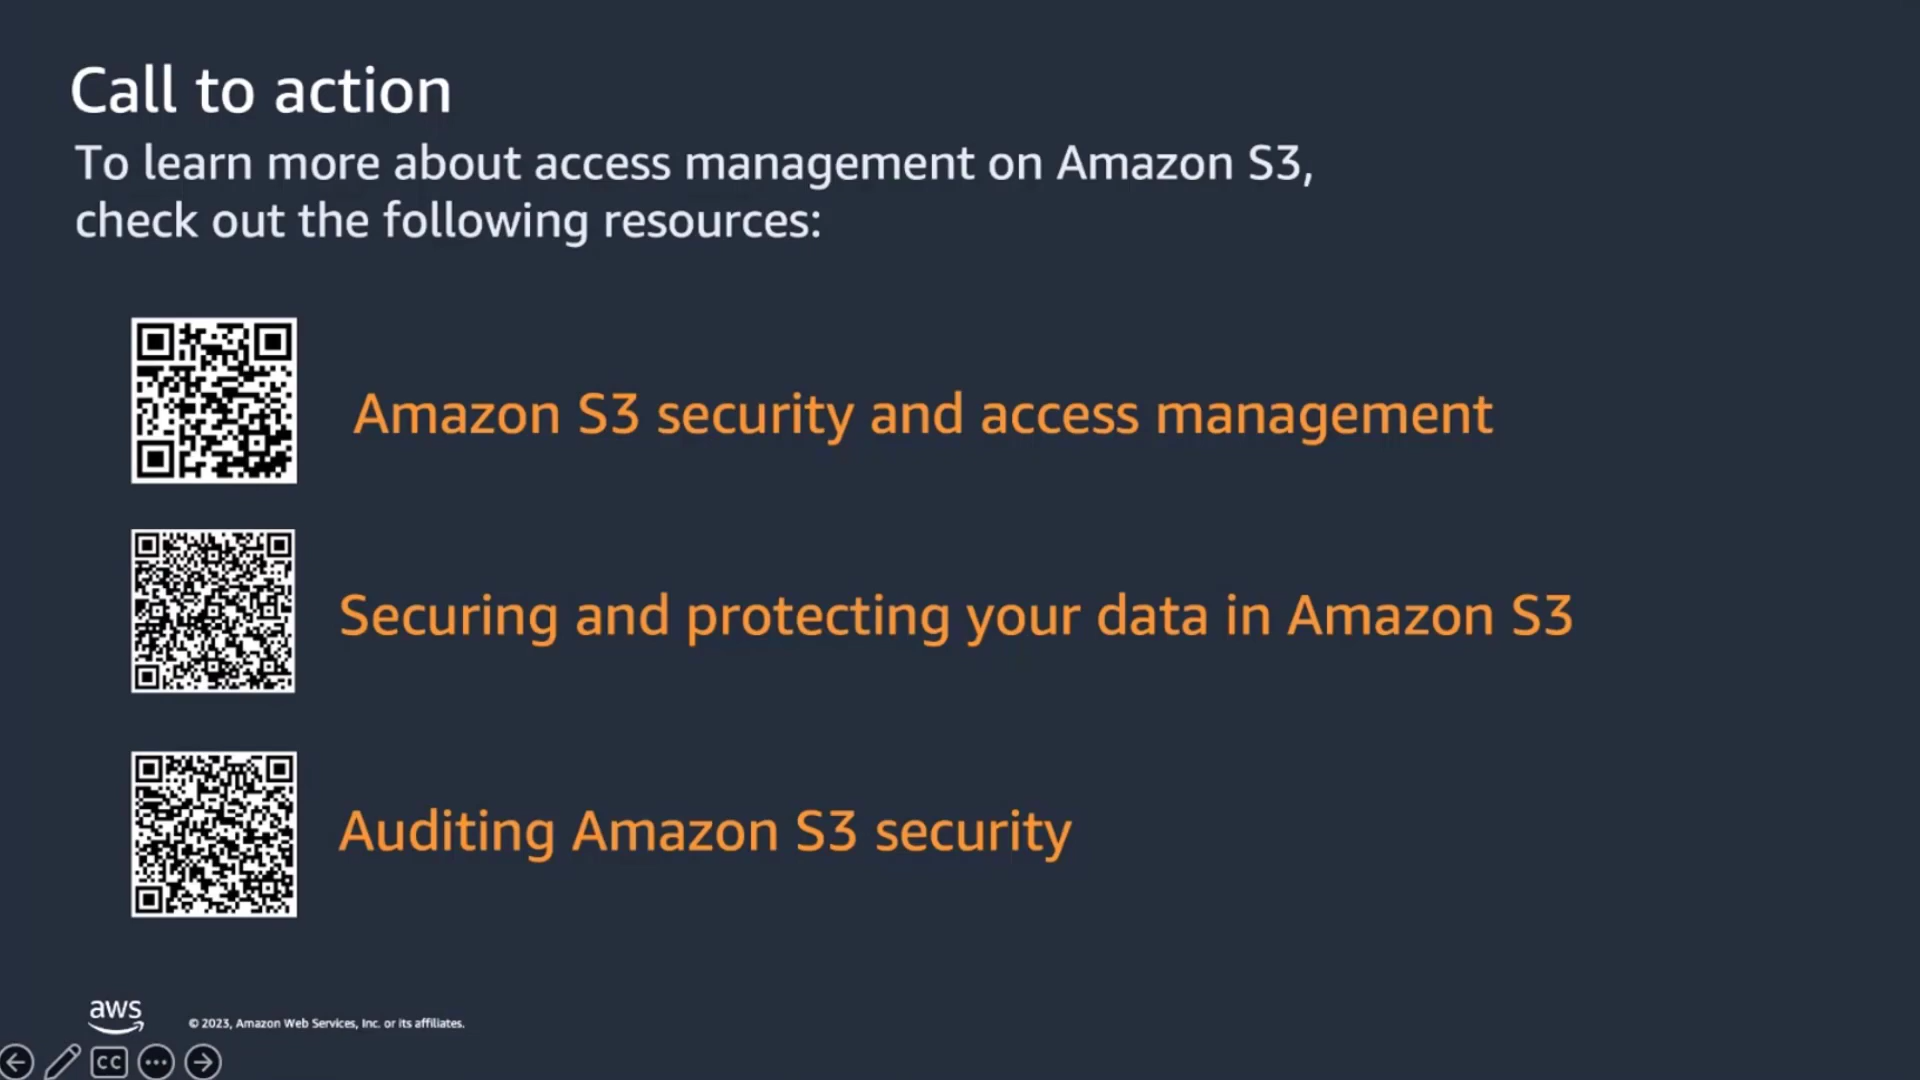 Call to action
To learn more about access management on Amazon S3,
check out the following resources:
Amazon S3 security and access management
Securing and protecting your data in Amazon S3
Auditing Amazon S3 security
aws
© 2023, Amazon Web Services, Inc. or its affiliates.
CC